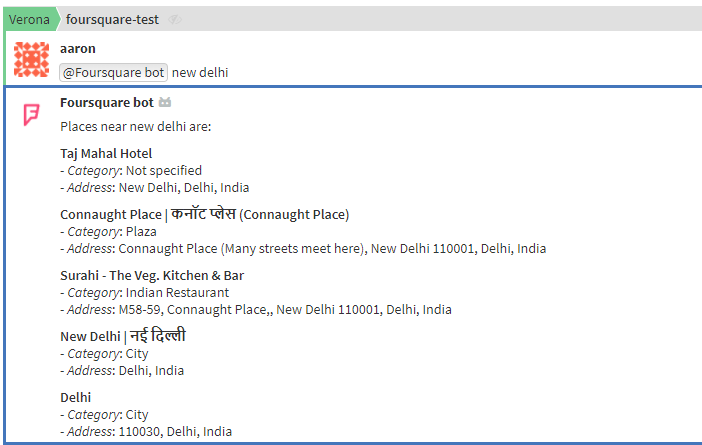 Verona foursquare-test
aaron
@Foursquare bot new delhi
Foursquare bot
Places near new delhi are:
Taj Mahal Hotel
- Category: Not specified
- Address: New Delhi, Delhi, India
Connaught Place | कनॉट प्लेस (Connaught Place)
- Category: Plaza
- Address: Connaught Place (Many streets meet here), New Delhi 110001, Delhi, India
Surahi - The Veg. Kitchen & Bar
- Category: Indian Restaurant
- Address: M58-59, Connaught Place,, New Delhi 110001, Delhi, India
New Delhi | नई दिल्ली
- Category: City
- Address: Delhi, India
Delhi
- Category: City
- Address: 110030, Delhi, India